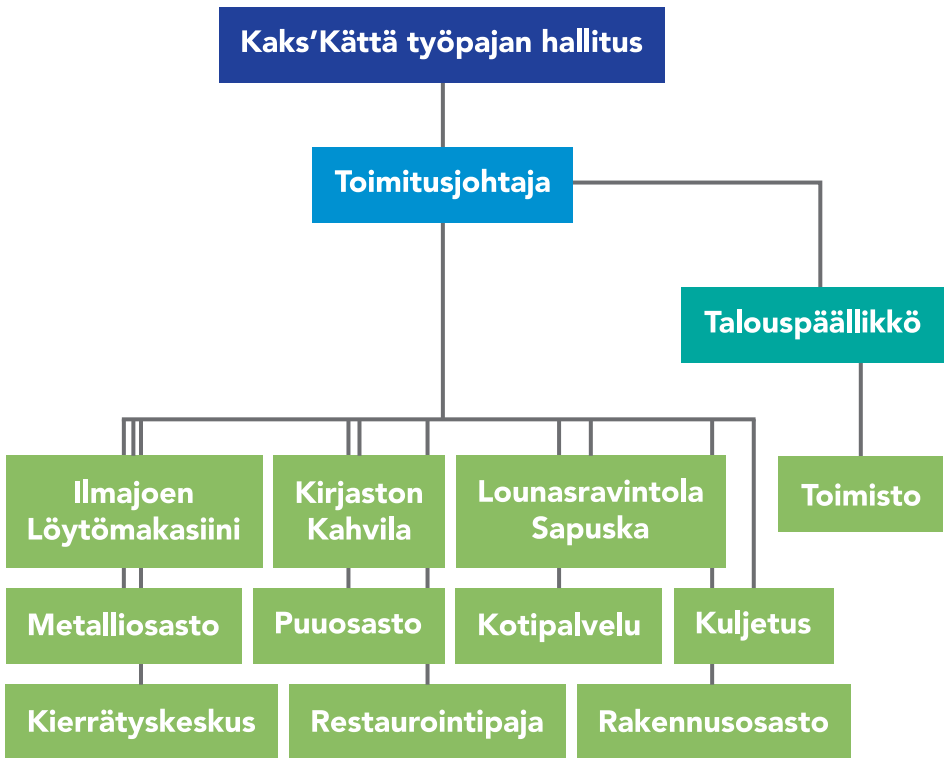 Kaks'Kättä työpajan hallitus
Toimitusjohtaja
Talouspäällikkö
Ilmajoen
Löytömakasiini
Kirjaston
Kahvila
Lounasravintola
Sapuska
Toimisto
Metalliosasto
Puuosasto
Kotipalvelu
Kuljetus
Kierrätyskeskus
Restaurointipaja
Rakennusosasto